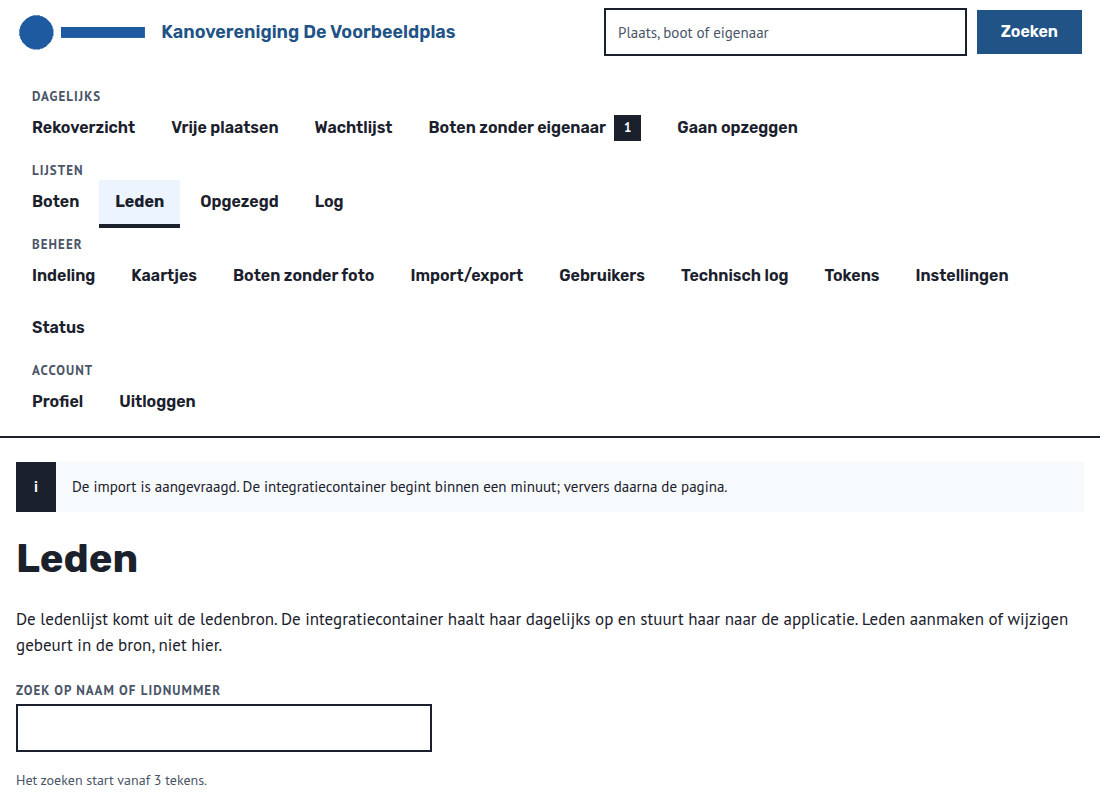 Kanovereniging De Voorbeeldplas
Plaats, boot of eigenaar
Zoeken
DAGELIJKS
Rekoverzicht Vrije plaatsen Wachtlijst Boten zonder eigenaar 1 Gaan opzeggen
LIJSTEN
Boten Leden Opgezegd Log
BEHEER
Indeling Kaartjes Boten zonder foto Import/export Gebruikers Technisch log Tokens Instellingen
Status
ACCOUNT
Profiel Uitloggen
i De import is aangevraagd. De integratiecontainer begint binnen een minuut; ververs daarna de pagina.
Leden
De ledenlijst komt uit de ledenbron. De integratiecontainer haalt haar dagelijks op en stuurt haar naar de applicatie. Leden aanmaken of wijzigen
gebeurt in de bron, niet hier.
ZOEK OP NAAM OF LIDNUMMER
Het zoeken start vanaf 3 tekens.